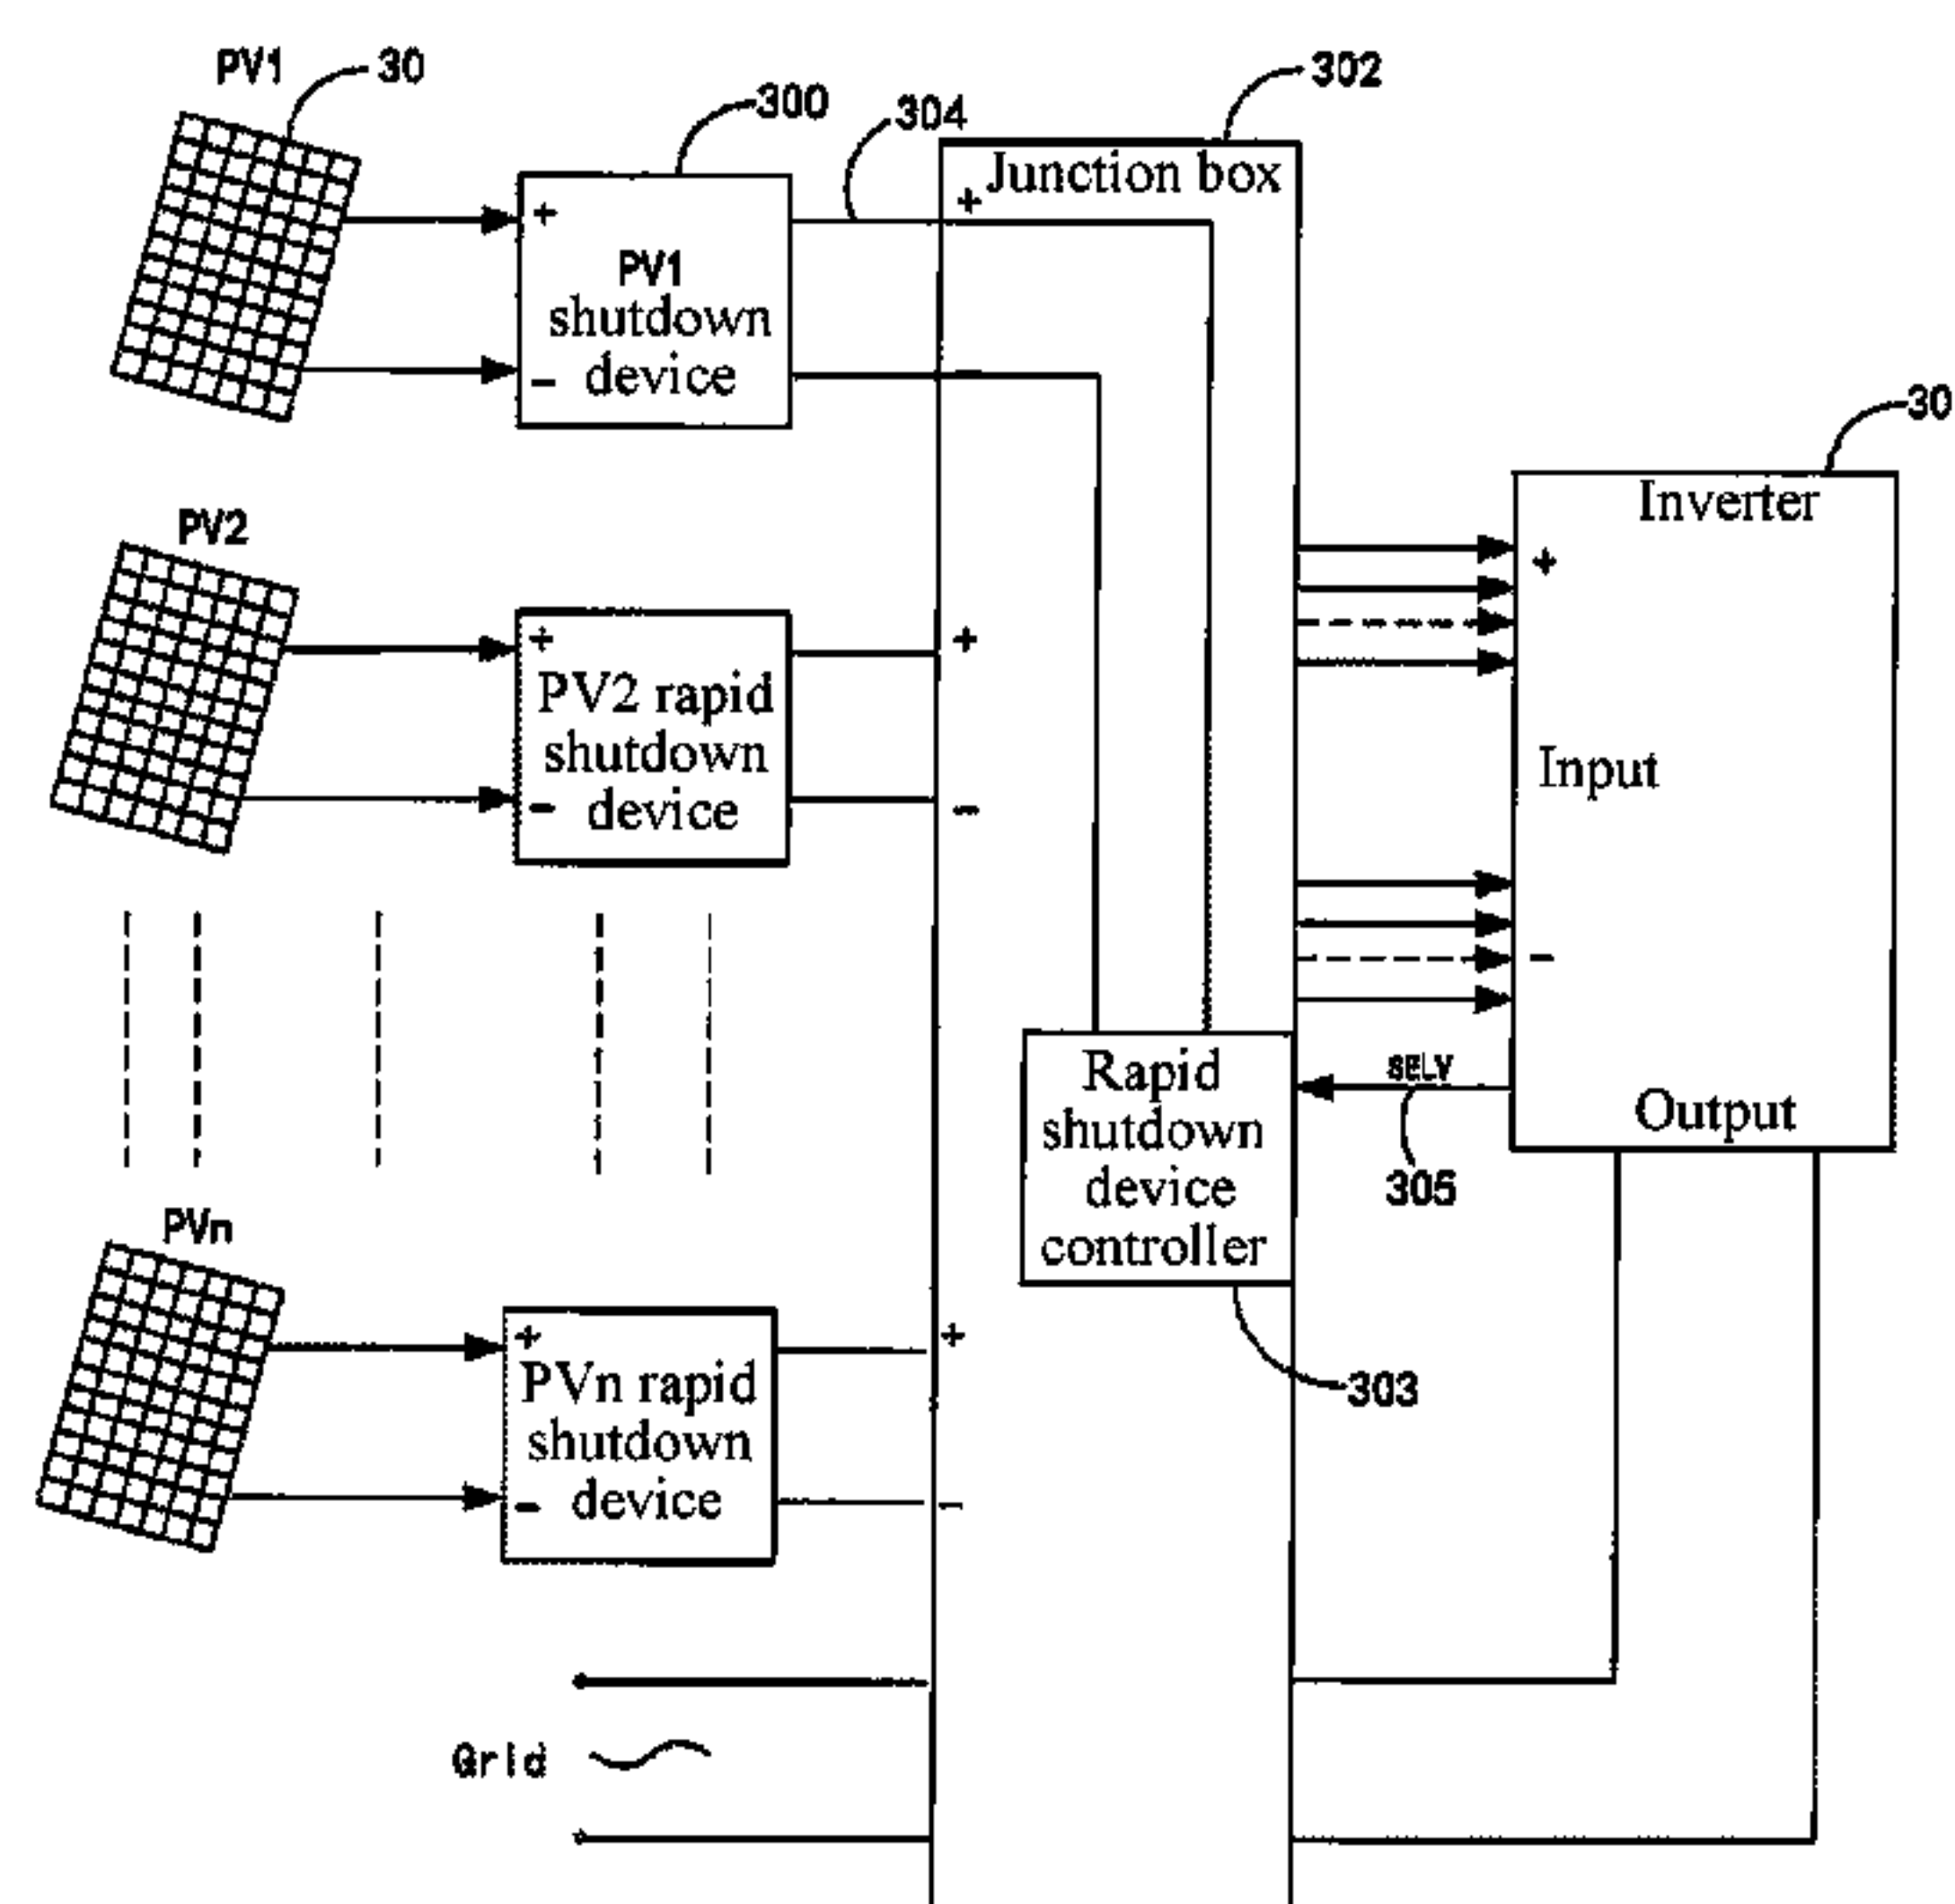 PV1
30
300
304
302
Junction box
+
+
PV1
shutdown
device
-
30
Inverter
+
Input
-
Output
PV2
+
PV2 rapid
shutdown
device
-
+
-
Rapid
shutdown
device
controller
SELV
305
303
PVn
+
PVn rapid
shutdown
device
-
+
-
Grid